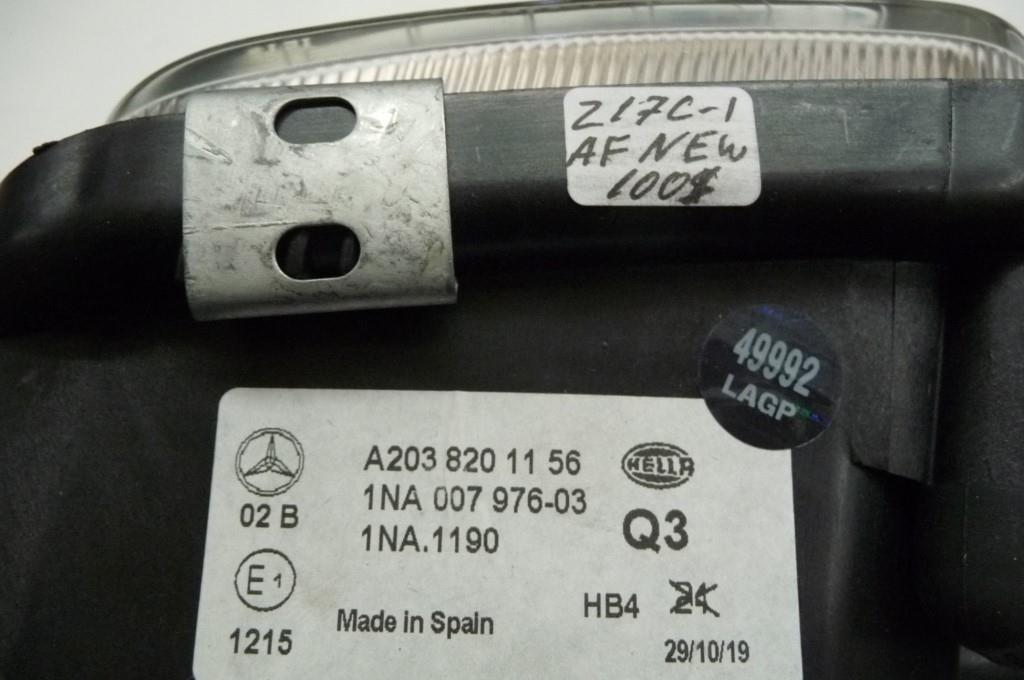 Z17C-1
AF NEW
100$
49992
LAGP
A203 820 11 56
HELLA
1NA 007 976-03
02 B
Q3
1NA.1190
E1
HB4 24
Made in Spain
1215
29/10/19